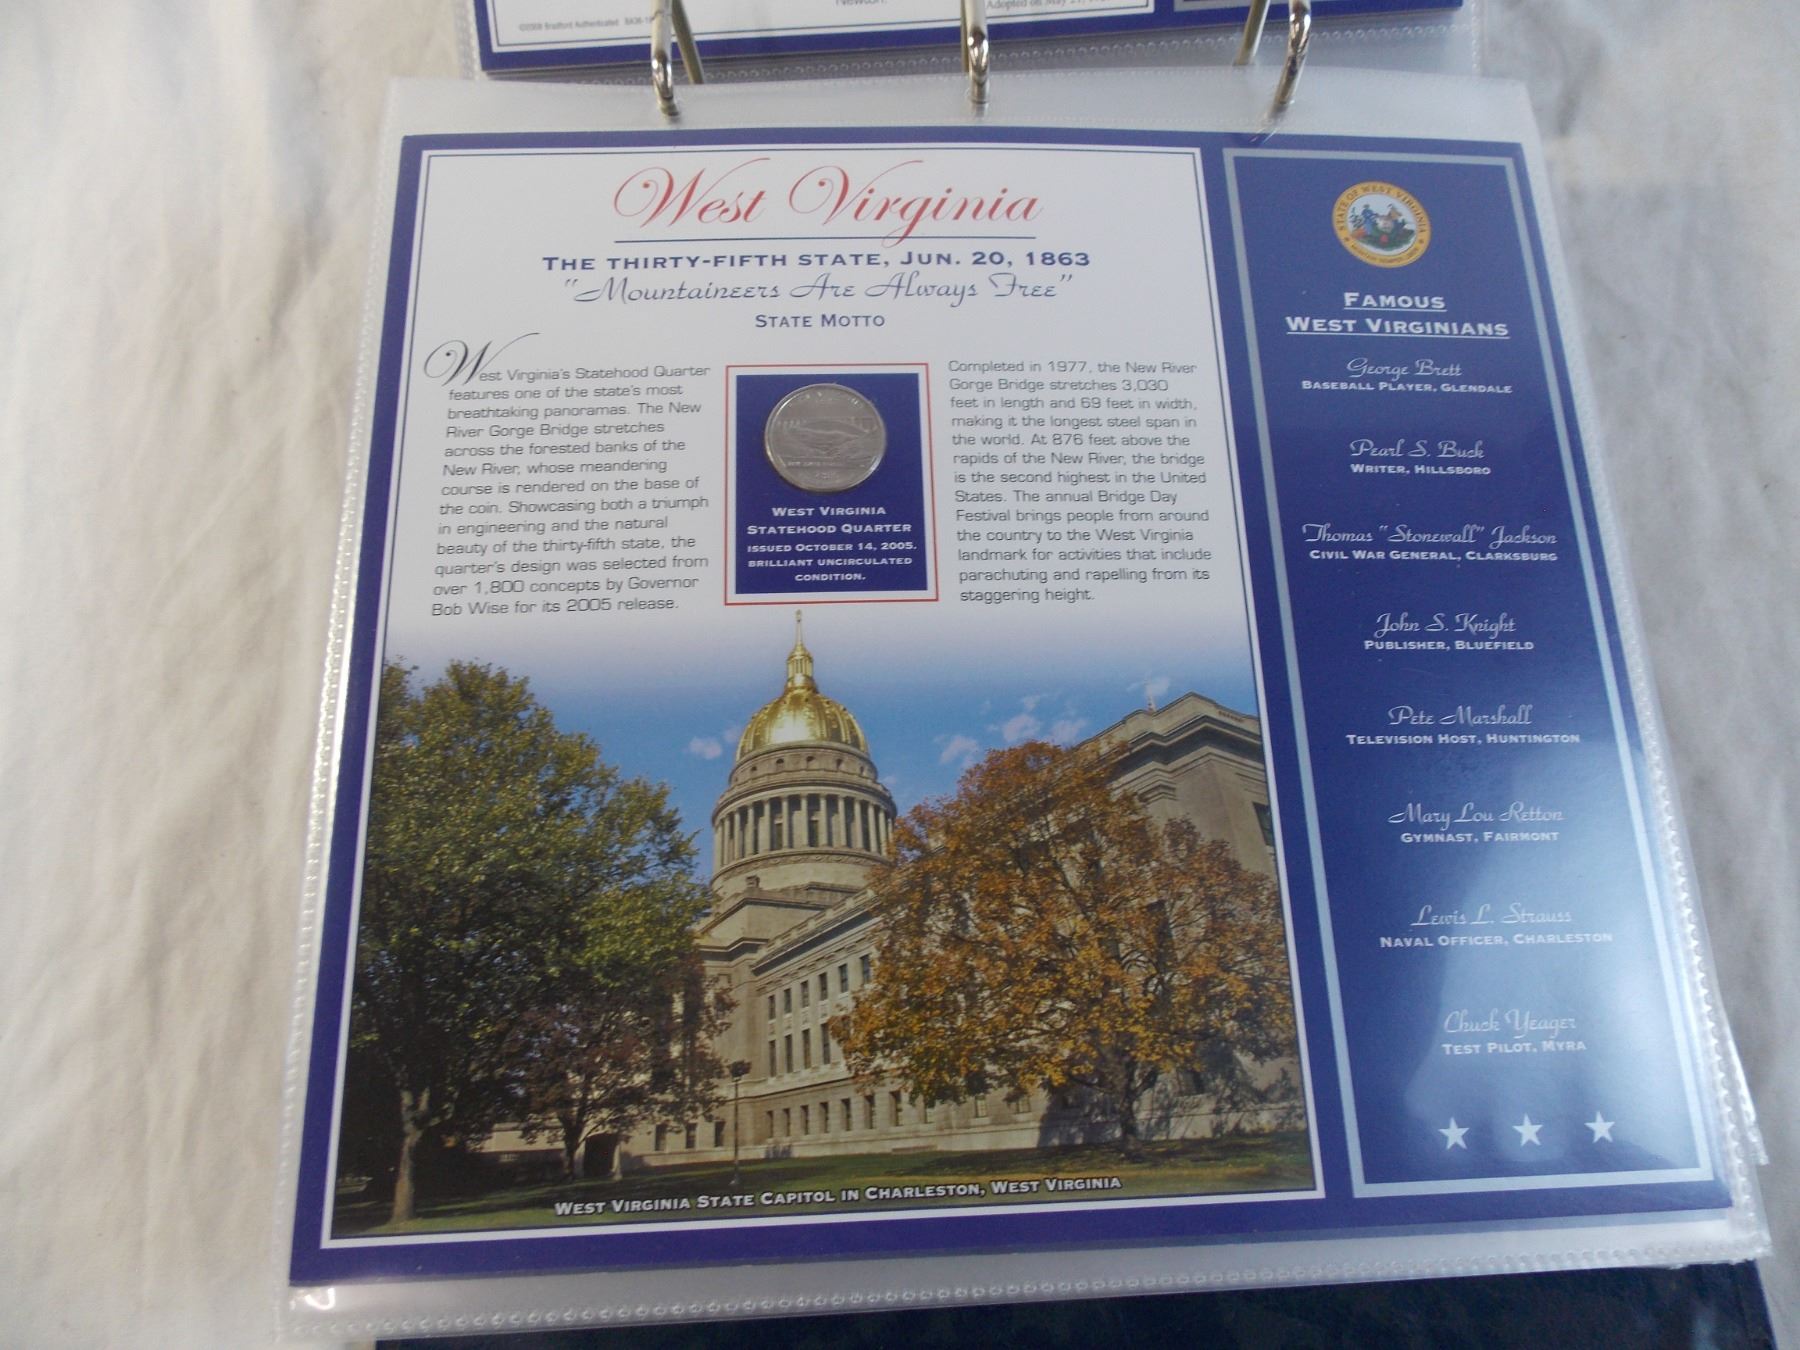 ©2009 Bradford Authenticated
Newton.
Adopted on May
West Virginia
THE THIRTY-FIFTH STATE, JUN. 20, 1863
"Mountaineers Are Always Free"
STATE MOTTO
West Virginia's Statehood Quarter
features one of the state's most
breathtaking panoramas. The New
River Gorge Bridge stretches
across the forested banks of the
New River, whose meandering
course is rendered on the base of
the coin. Showcasing both a triumph
in engineering and the natural
beauty of the thirty-fifth state, the
quarter's design was selected from
over 1,800 concepts by Governor
Bob Wise for its 2005 release.
WEST VIRGINIA
STATEHOOD QUARTER
ISSUED OCTOBER 14, 2005.
BRILLIANT UNCIRCULATED
CONDITION.
Completed in 1977, the New River
Gorge Bridge stretches 3,030
feet in length and 69 feet in width,
making it the longest steel span in
the world. At 876 feet above the
rapids of the New River, the bridge
is the second highest in the United
States. The annual Bridge Day
Festival brings people from around
the country to the West Virginia
landmark for activities that include
parachuting and rapelling from its
staggering height.
WEST VIRGINIA STATE CAPITOL IN CHARLESTON, WEST VIRGINIA
STATE OF WEST VIRGINIA
FAMOUS
WEST VIRGINIANS
George Brett
BASEBALL PLAYER, GLENDALE
Pearl S. Buck
WRITER, HILLSBORO
Thomas "Stonewall" Jackson
CIVIL WAR GENERAL, CLARKSBURG
John S. Knight
PUBLISHER, BLUEFIELD
Pete Marshall
TELEVISION HOST, HUNTINGTON
Mary Lou Retton
GYMNAST, FAIRMONT
Lewis L. Strauss
NAVAL OFFICER, CHARLESTON
Chuck Yeager
TEST PILOT, MYRA